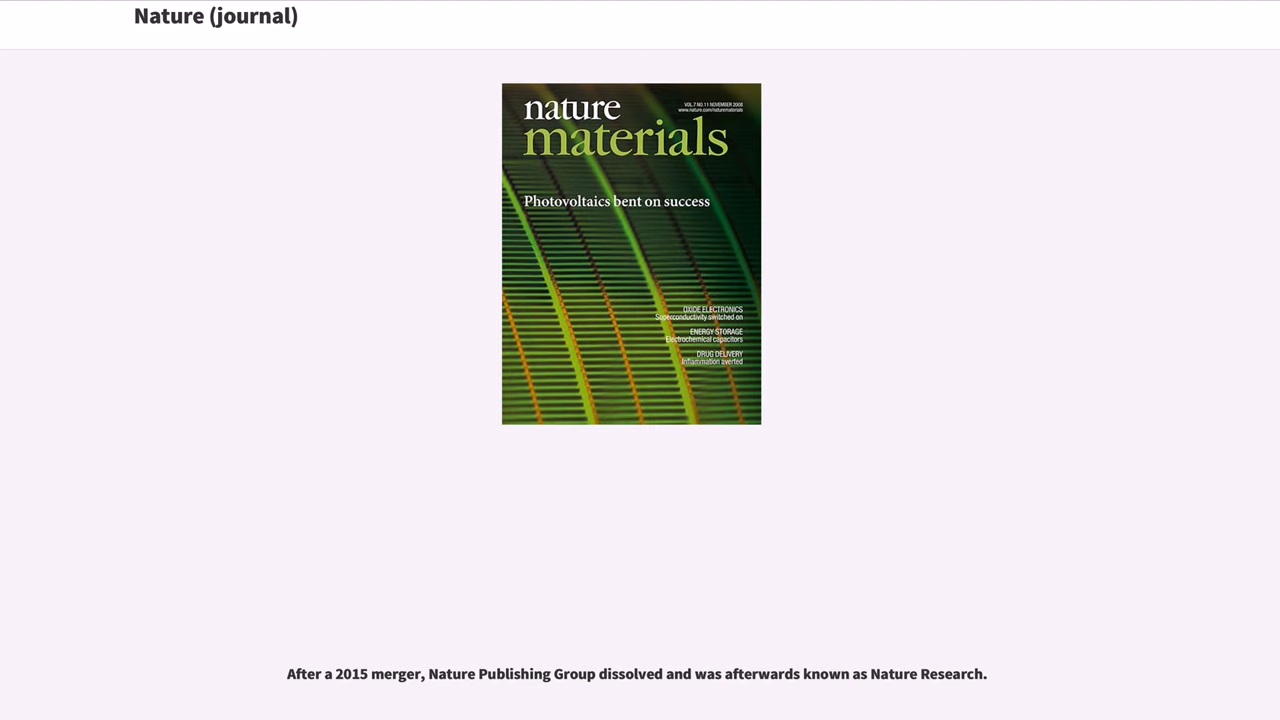 Nature (journal)
nature
VOL.7 NO.11 NOVEMBER 2008
www.nature.com/naturematerials
materials
Photovoltaics bent on success
OXIDE ELECTRONICS
Superconductivity switched on
ENERGY STORAGE
Electrochemical capacitors
DRUG DELIVERY
Inflammation averted
After a 2015 merger, Nature Publishing Group dissolved and was afterwards known as Nature Research.